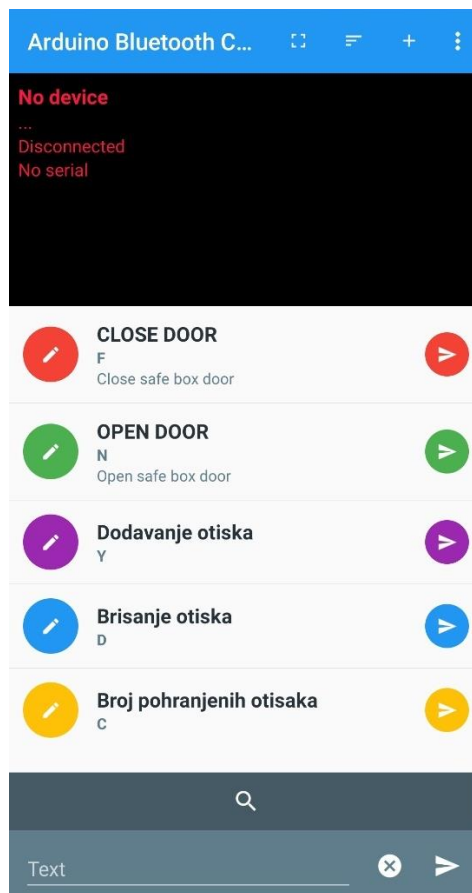 Arduino Bluetooth C...
No device
...
Disconnected
No serial
CLOSE DOOR
F
Close safe box door
OPEN DOOR
N
Open safe box door
Dodavanje otiska
Y
Brisanje otiska
D
Broj pohranjenih otisaka
C
Text